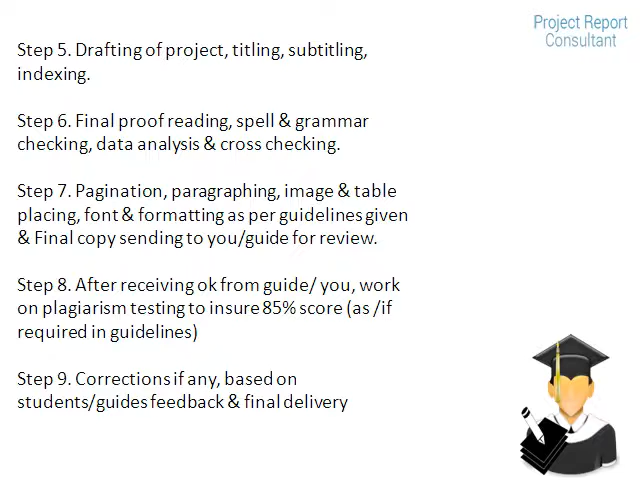 Project Report
Consultant
Step 5. Drafting of project, titling, subtitling,
indexing.
Step 6. Final proof reading, spell & grammar
checking, data analysis & cross checking.
Step 7. Pagination, paragraphing, image & table
placing, font & formatting as per guidelines given
& Final copy sending to you/guide for review.
Step 8. After receiving ok from guide/ you, work
on plagiarism testing to insure 85% score (as /if
required in guidelines)
Step 9. Corrections if any, based on
students/guides feedback & final delivery